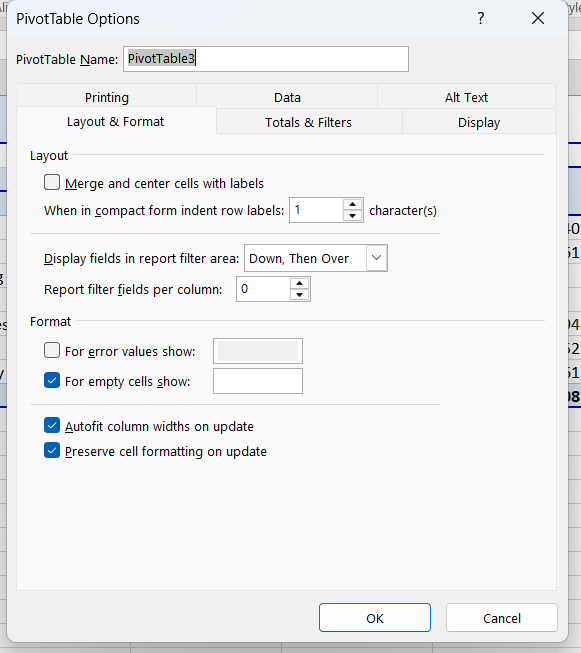 PivotTable Options ?
PivotTable Name: PivotTable3
Printing Data Alt Text
Layout & Format Totals & Filters Display
Layout
Merge and center cells with labels
When in compact form indent row labels: 1 character(s)
Display fields in report filter area: Down, Then Over
Report filter fields per column: 0
Format
For error values show:
For empty cells show:
Autofit column widths on update
Preserve cell formatting on update
OK Cancel